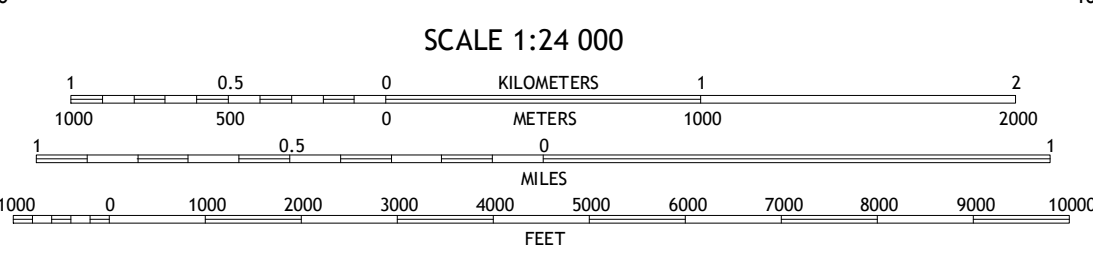 SCALE 1:24 000
1 0.5 0 KILOMETERS 1 2
1000 500 0 METERS 1000 2000
1 0.5 0 1
MILES
1000 0 1000 2000 3000 4000 5000 6000 7000 8000 9000 10000
FEET